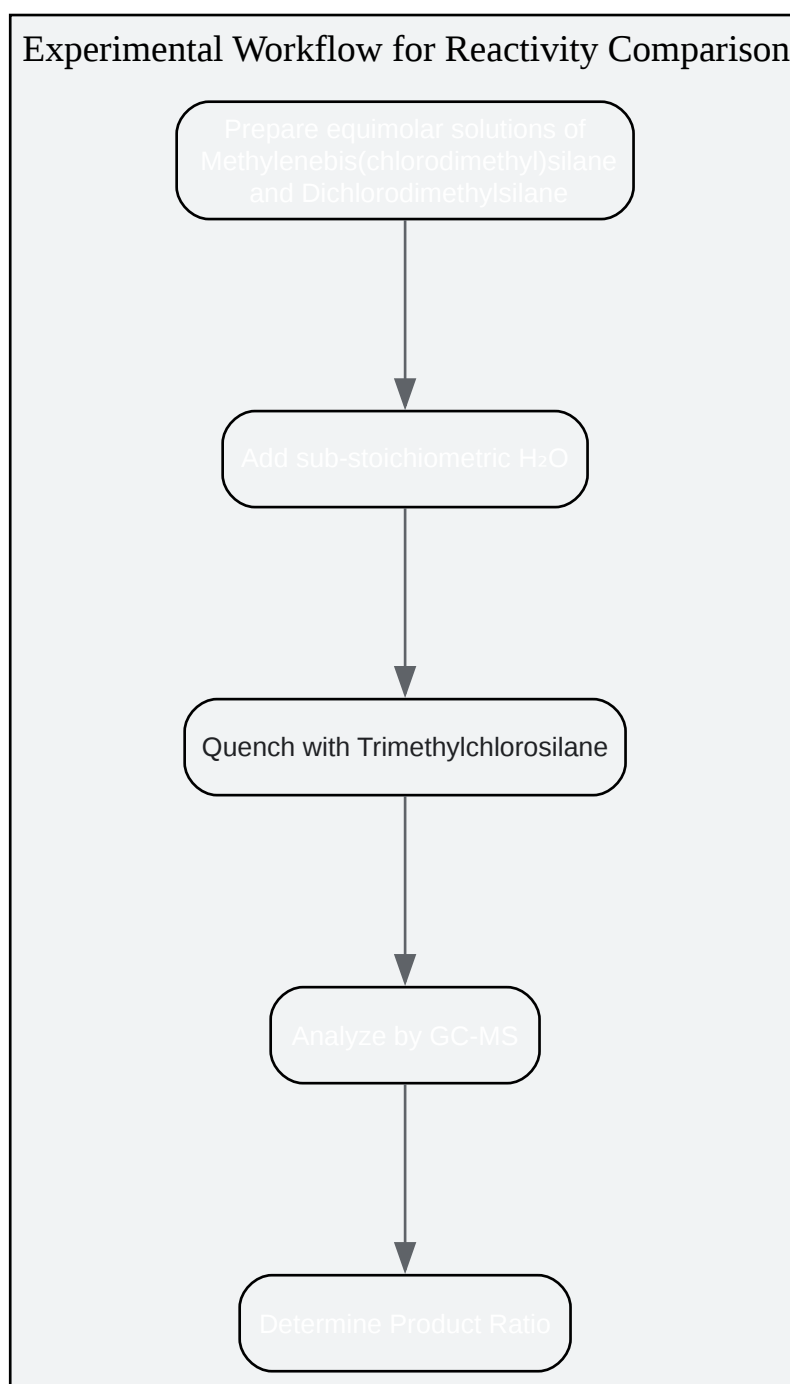 Experimental Workflow for Reactivity Comparison
Prepare equimolar solutions of
Methylenebis(chlorodimethyl)silane
and Dichlorodimethylsilane
Add sub-stoichiometric H₂O
Quench with Trimethylchlorosilane
Analyze by GC-MS
Determine Product Ratio